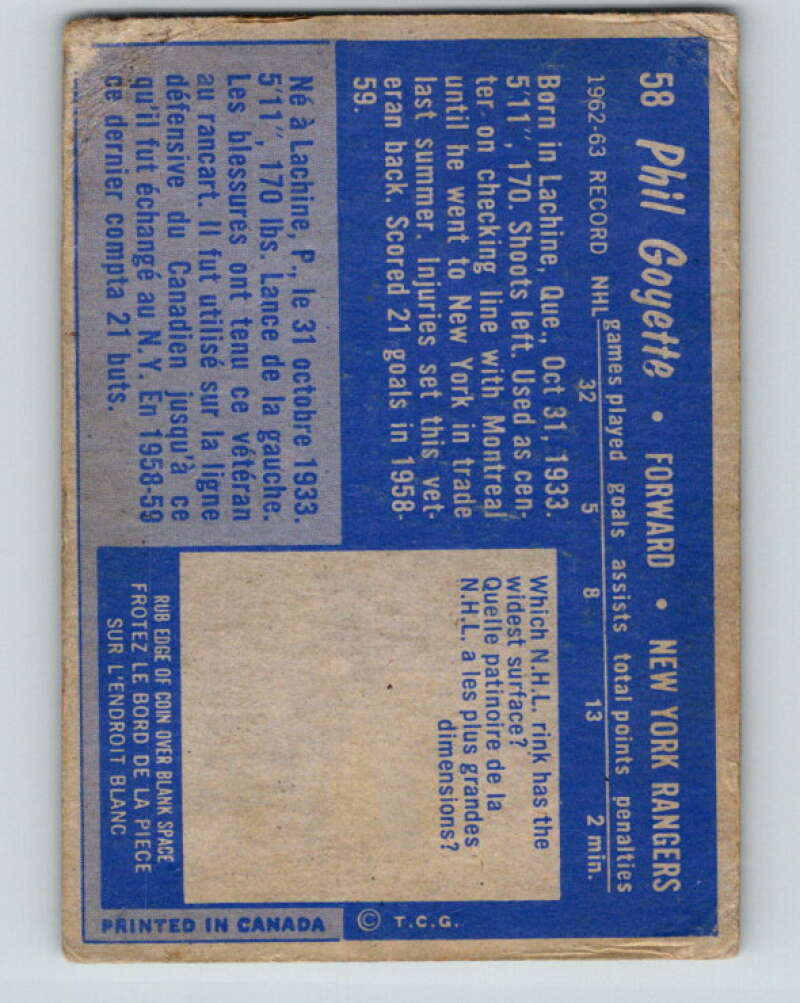 58 Phil Goyette • FORWARD • NEW YORK RANGERS
games played goals assists total points penalties
1962-63 RECORD NHL 32 5 8 13 2 min.
Born in Lachine, Que., Oct 31, 1933.
5'11", 170. Shoots left. Used as cen-
ter on checking line with Montreal
until he went to New York in trade
last summer. Injuries set this vet-
eran back. Scored 21 goals in 1958-
59.
Né à Lachine, P., le 31 octobre 1933.
5'11", 170 lbs. Lance de la gauche.
Les blessures ont tenu ce vétéran
au rancart. Il fut utilisé sur la ligne
défensive du Canadien jusqu'à ce
qu'il fut échangé au N.Y. En 1958-59
ce dernier compta 21 buts.
Which N.H.L. rink has the
widest surface?
Quelle patinoire de la
N.H.L. a les plus grandes
dimensions?
RUB EDGE OF COIN OVER BLANK SPACE
FROTEZ LE BORD DE LA PIECE
SUR L'ENDROIT BLANC
© T.C.G.
PRINTED IN CANADA